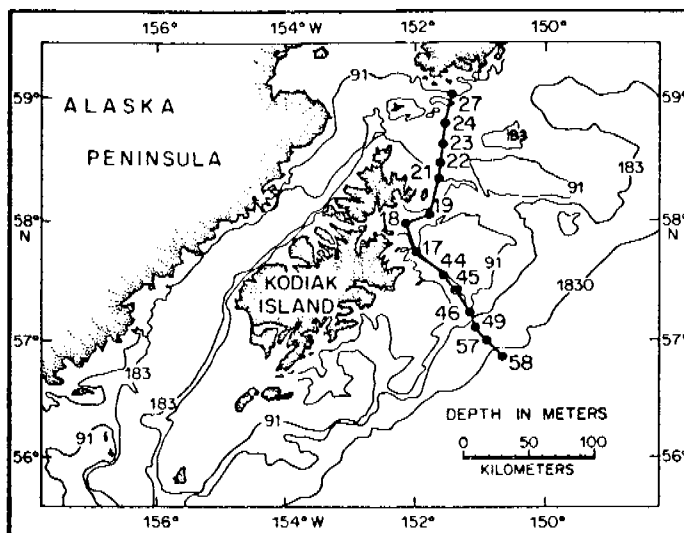 156° 154°W 152° 150°
59° 91 27 59°
ALASKA
24 183
PENINSULA 23 183
22
21 91
58° 18 19 58°
N N
17 44
KODIAK 45 91 1830
ISLAND
46 49
57° 57 57°
183 58
183 DEPTH IN METERS
91 91 0 50 100
56° KILOMETERS 56°
156° 154° 152° 150°